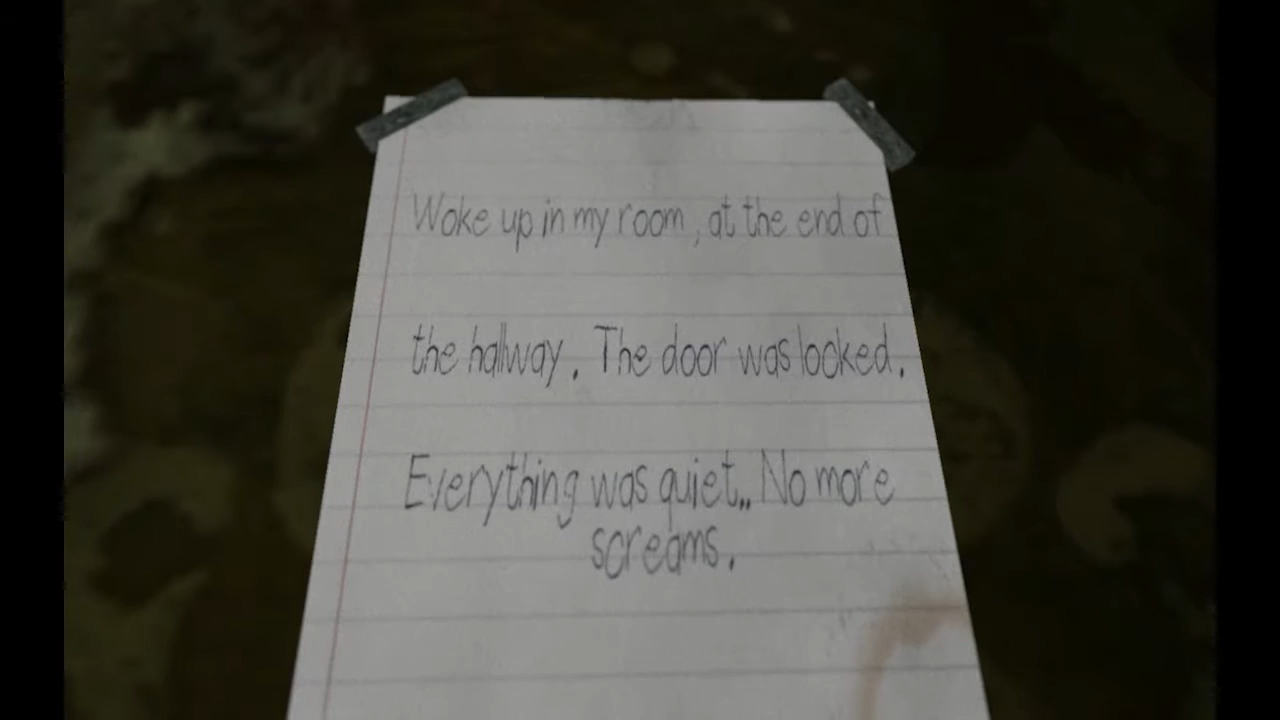 Woke up in my room, at the end of
the hallway. The door was locked.
Everything was quiet.. No more
screams.